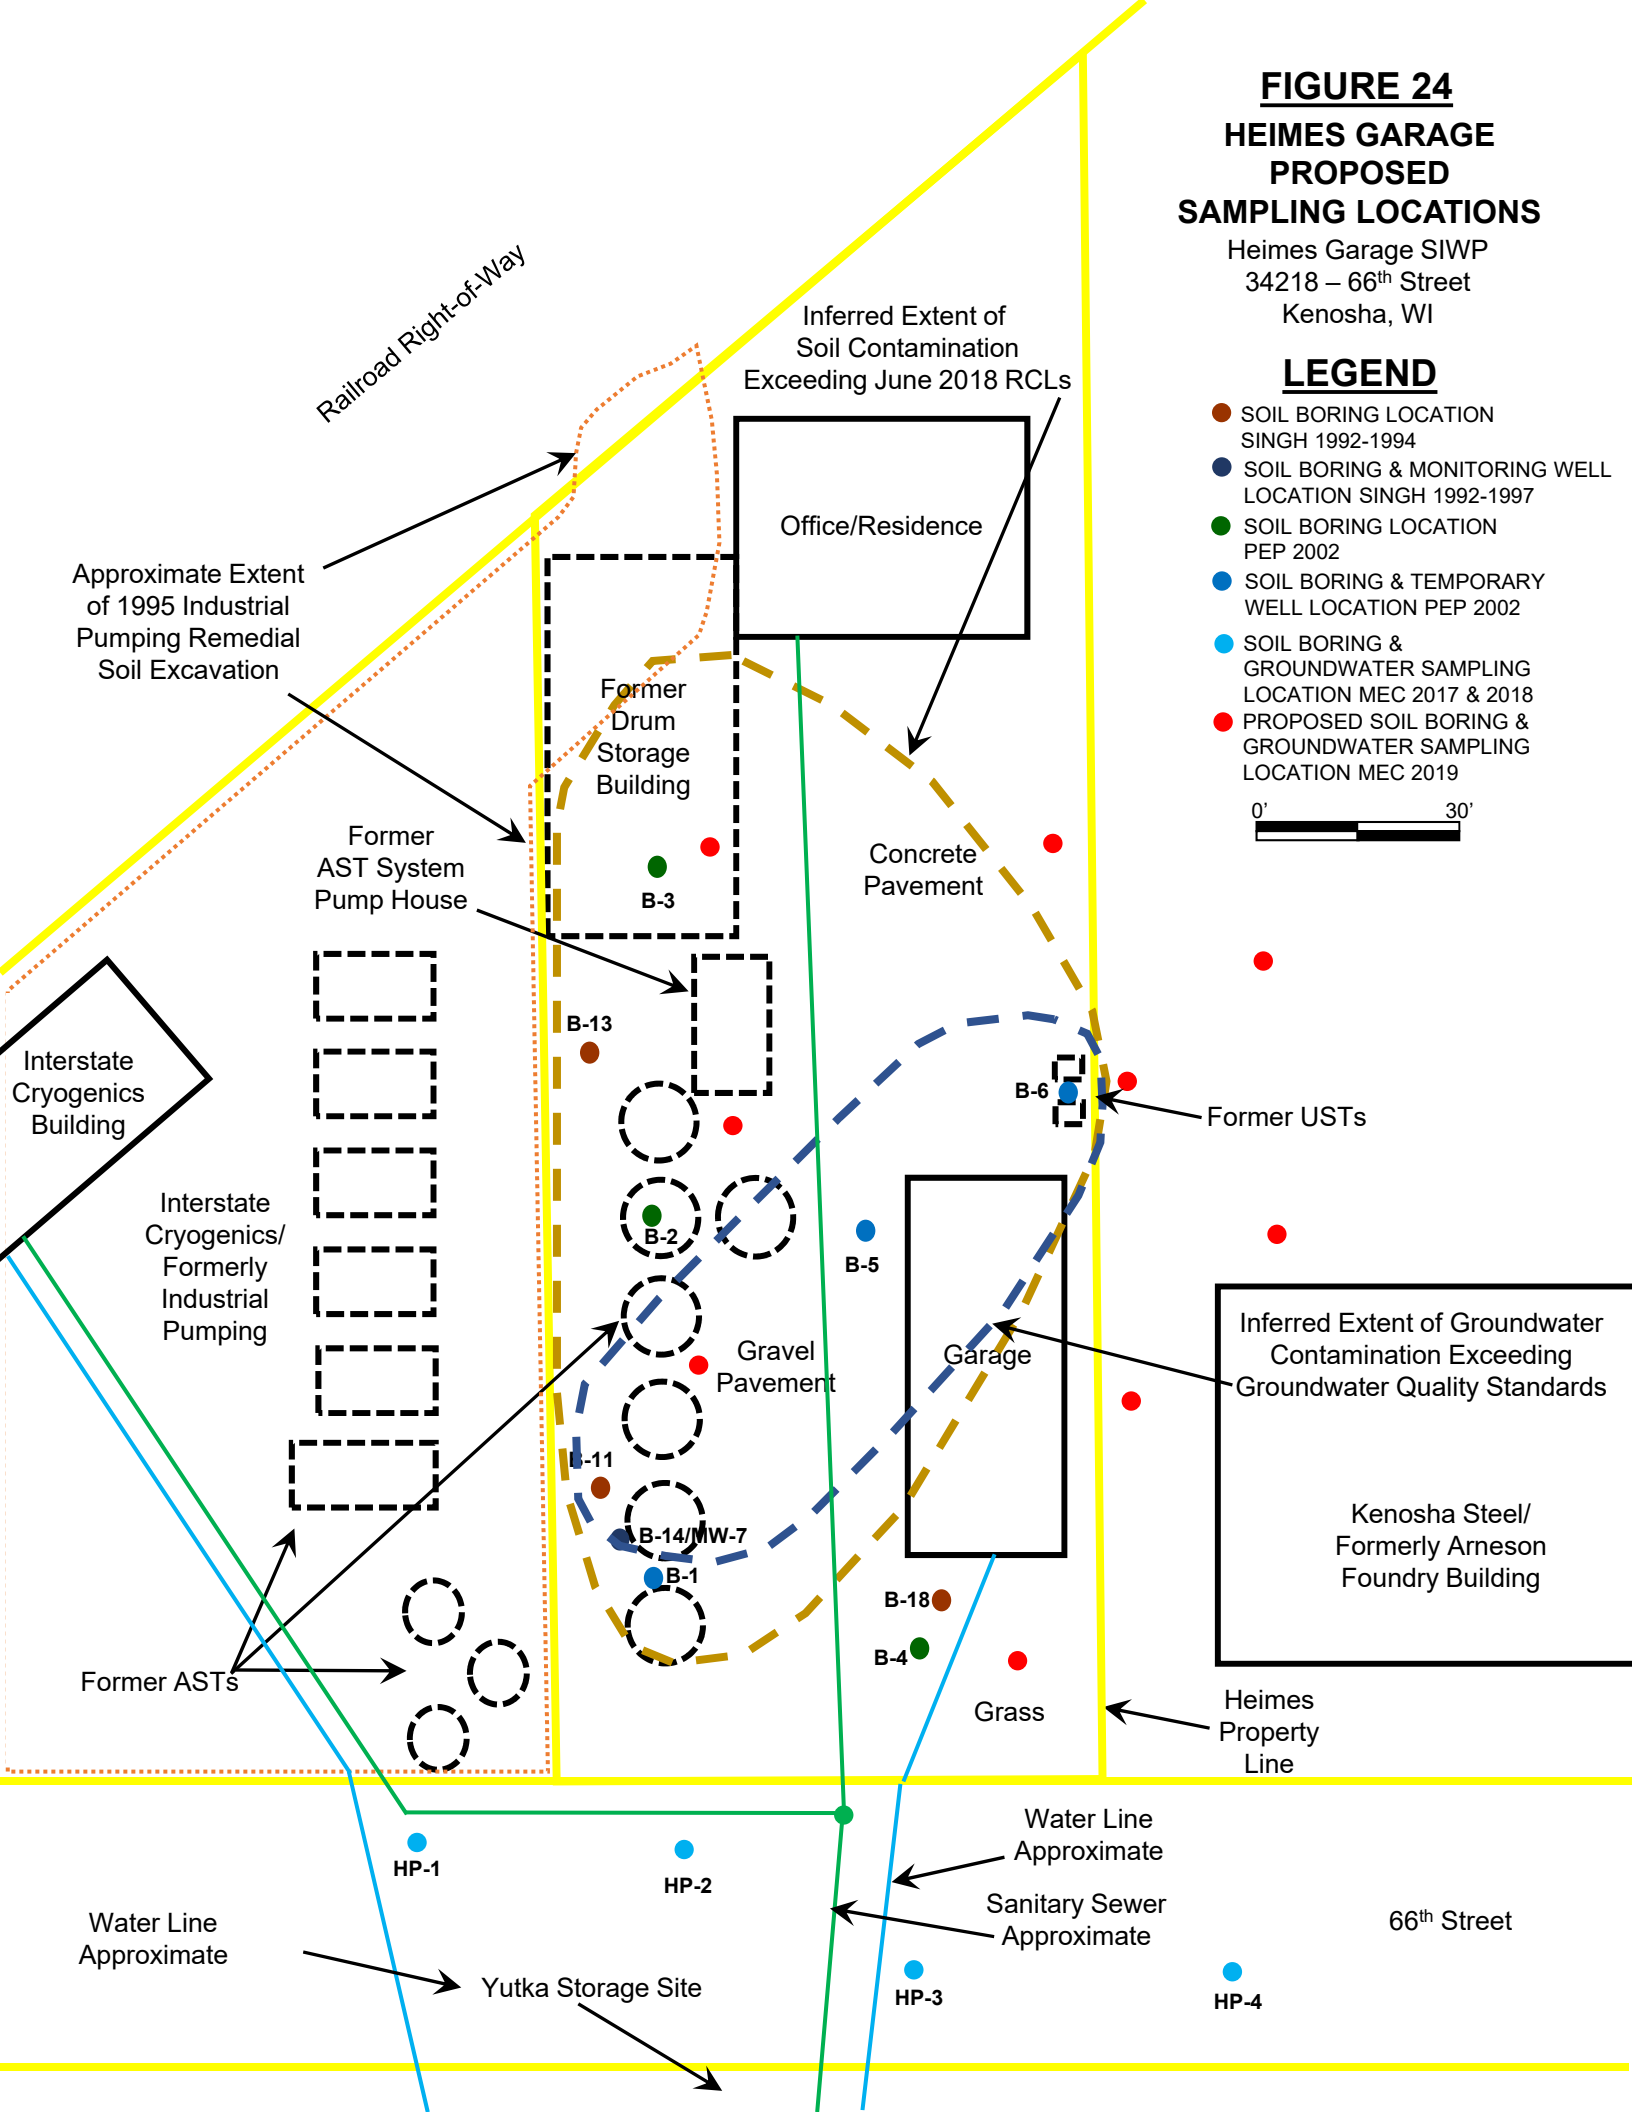 FIGURE 24
HEIMES GARAGE
PROPOSED
SAMPLING LOCATIONS
Heimes Garage SIWP
34218 – 66th Street
Kenosha, WI
LEGEND
SOIL BORING LOCATION
SINGH 1992-1994
SOIL BORING & MONITORING WELL
LOCATION SINGH 1992-1997
SOIL BORING LOCATION
PEP 2002
SOIL BORING & TEMPORARY
WELL LOCATION PEP 2002
SOIL BORING &
GROUNDWATER SAMPLING
LOCATION MEC 2017 & 2018
PROPOSED SOIL BORING &
GROUNDWATER SAMPLING
LOCATION MEC 2019
0’ 30’
Railroad Right-of-Way
Inferred Extent of
Soil Contamination
Exceeding June 2018 RCLs
Office/Residence
Approximate Extent
of 1995 Industrial
Pumping Remedial
Soil Excavation
Former
Drum
Storage
Building
Former
AST System
Pump House
B-3
Concrete
Pavement
Interstate
Cryogenics
Building
B-13
B-6
Former USTs
Interstate
Cryogenics/
Formerly
Industrial
Pumping
B-2
B-5
Gravel
Pavement
Garage
Inferred Extent of Groundwater
Contamination Exceeding
Groundwater Quality Standards
B-11
B-14/MW-7
B-1
Kenosha Steel/
Formerly Arneson
Foundry Building
B-18
B-4
Former ASTs
Grass
Heimes
Property
Line
HP-1
HP-2
Water Line
Approximate
Sanitary Sewer
Approximate
66th Street
Water Line
Approximate
Yutka Storage Site
HP-3
HP-4